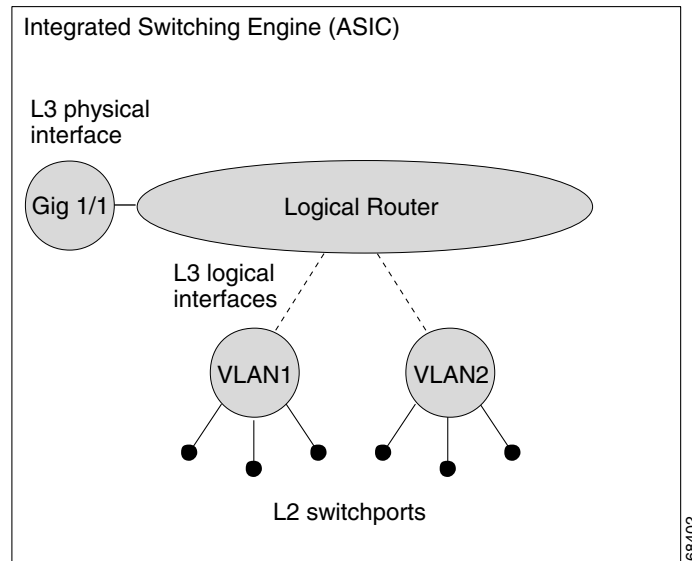 Integrated Switching Engine (ASIC)
L3 physical
interface
Gig 1/1
Logical Router
L3 logical
interfaces
VLAN1
VLAN2
L2 switchports
68402